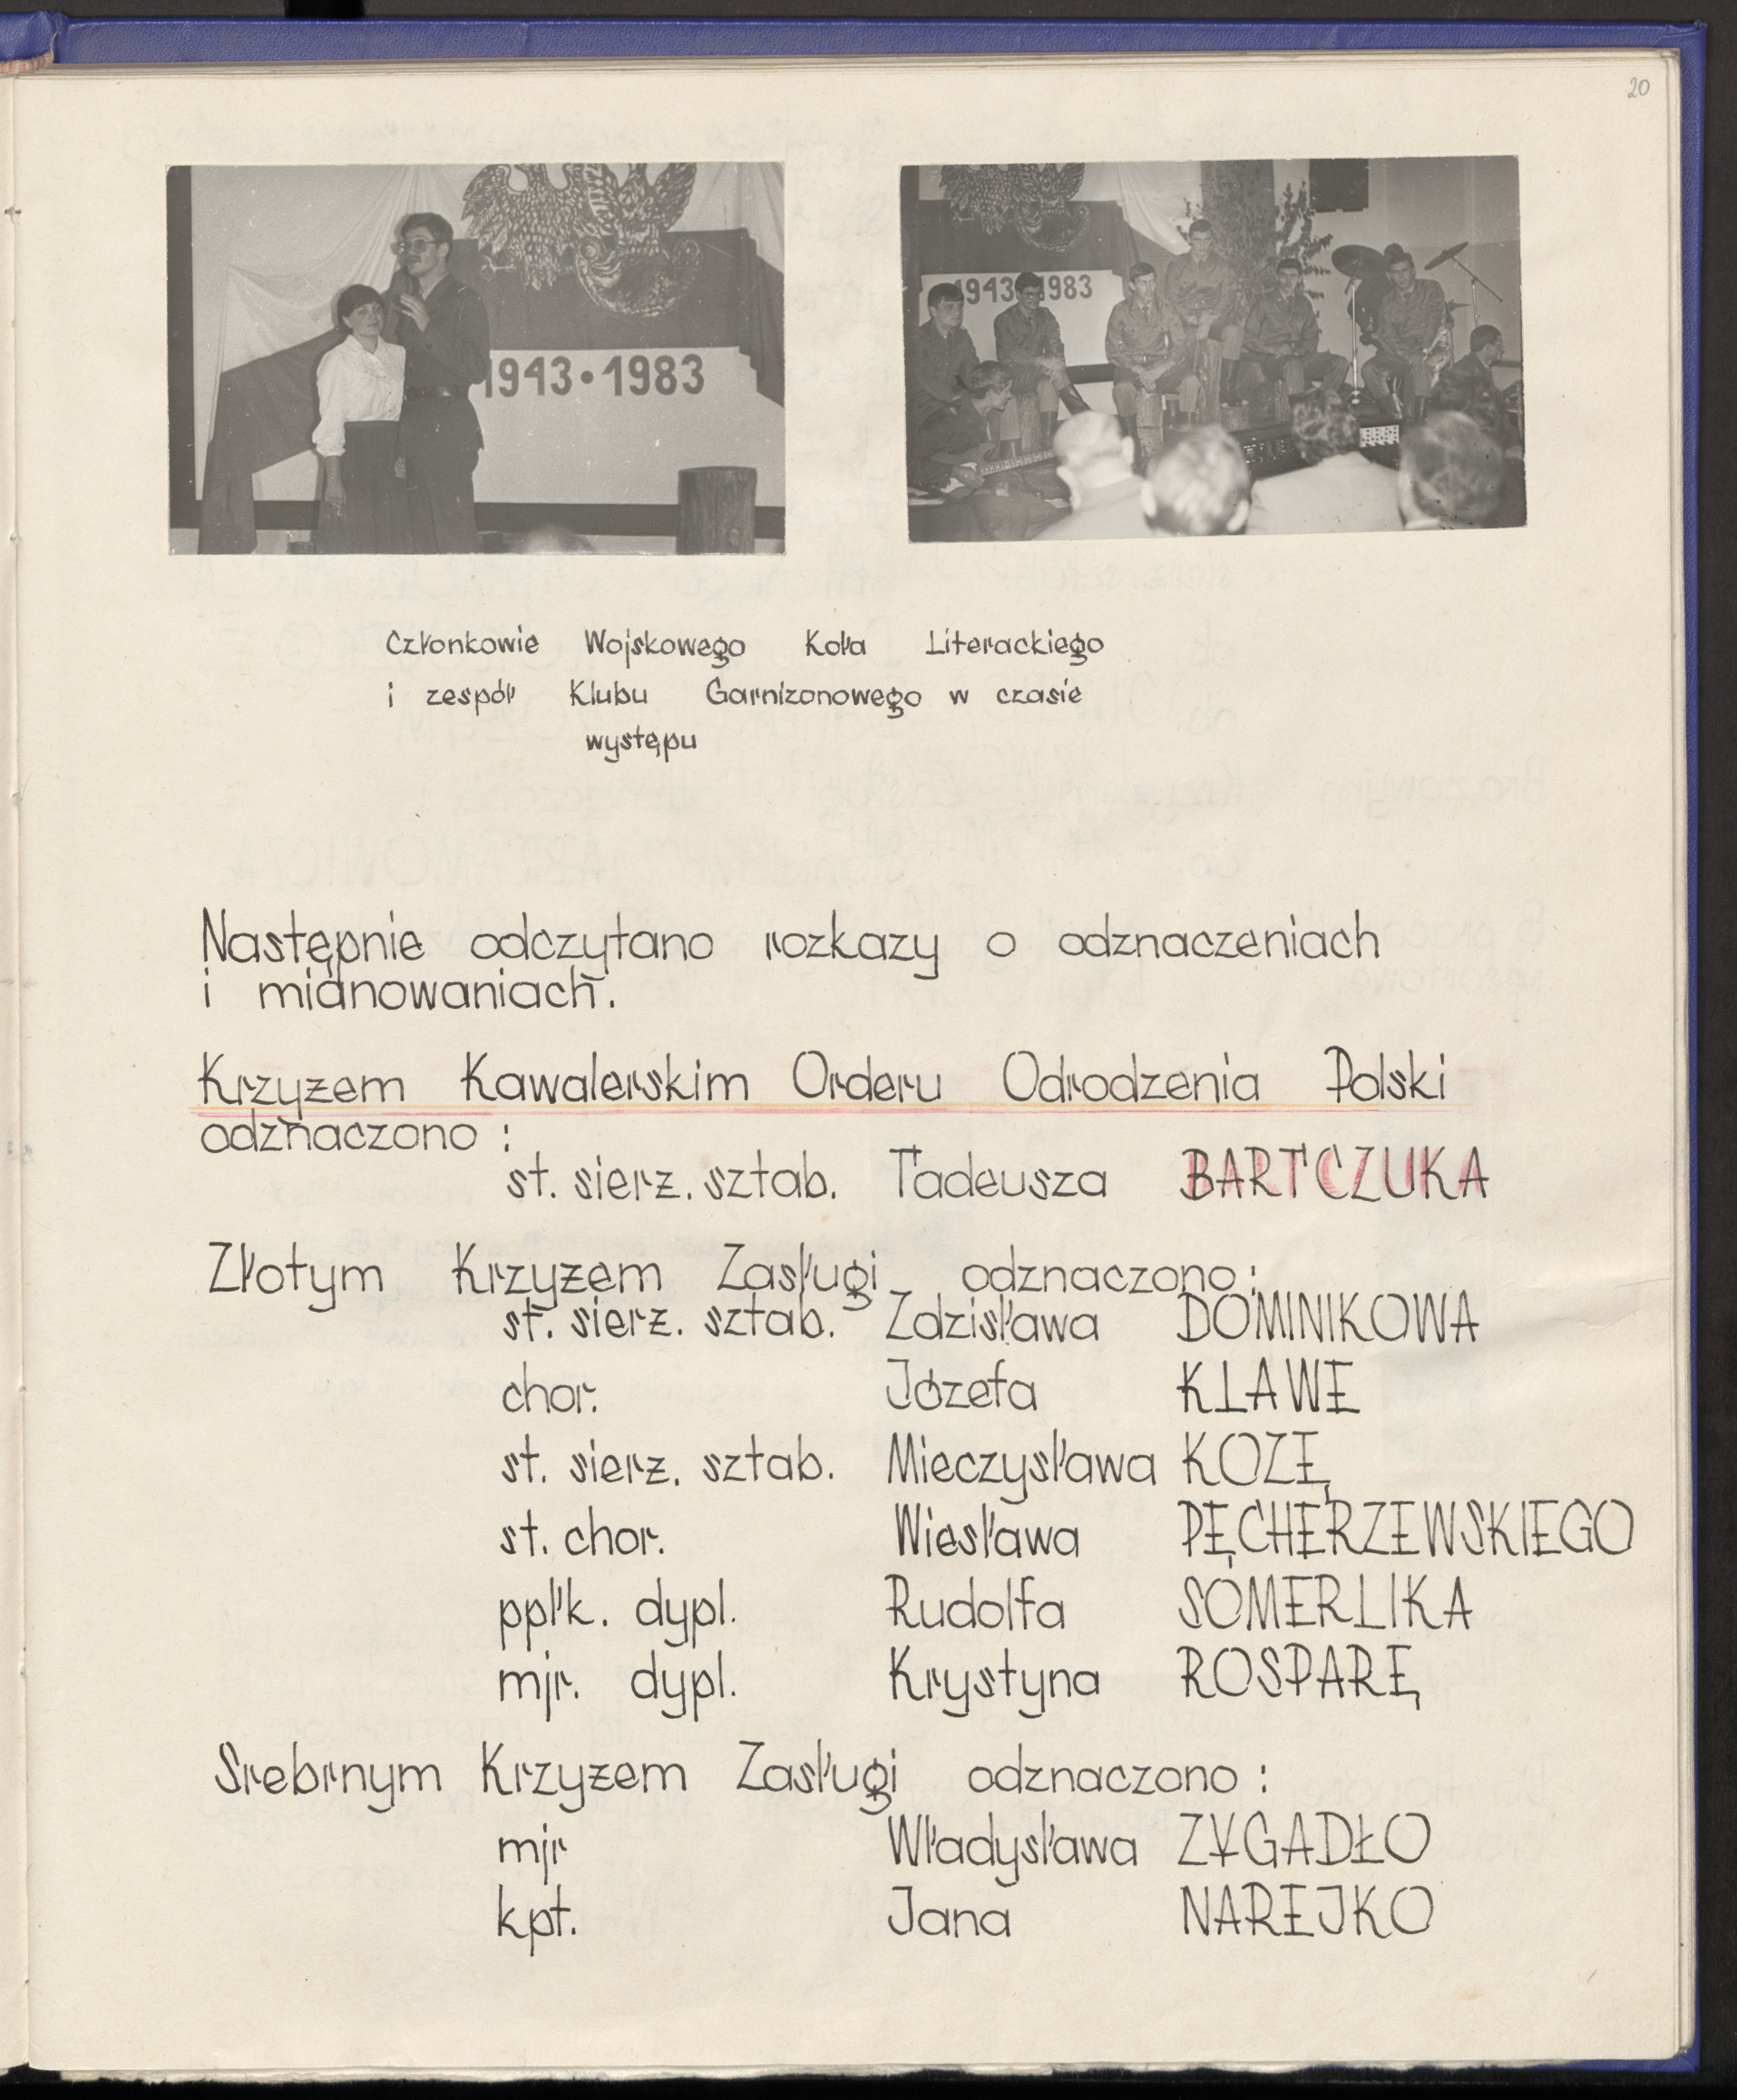 20
1943•1983
1943 1983
Członkowie Wojskowego Koła Literackiego
i zespół Klubu Garnizonowego w czasie
występu
Następnie odczytano rozkazy o odznaczeniach
i mianowaniach.
Krzyżem Kawalerskim Orderu Odrodzenia Polski
odznaczono :
st. sierz. sztab. Tadeusza BARTCZUKA
Złotym Krzyżem Zasługi odznaczono :
st. sierz. sztab. Zdzisława DOMINIKOWA
chor. Józefa KLAWE
st. sierz. sztab. Mieczysława KOZĘ
st. chor. Wiesława PĘCHERZEWSKIEGO
ppłk. dypl. Rudolfa SOMERLIKA
mjr. dypl. Krystyna ROSPARĘ
Srebrnym Krzyżem Zasługi odznaczono :
mjr Władysława ZYGADŁO
kpt. Jana NAREJKO